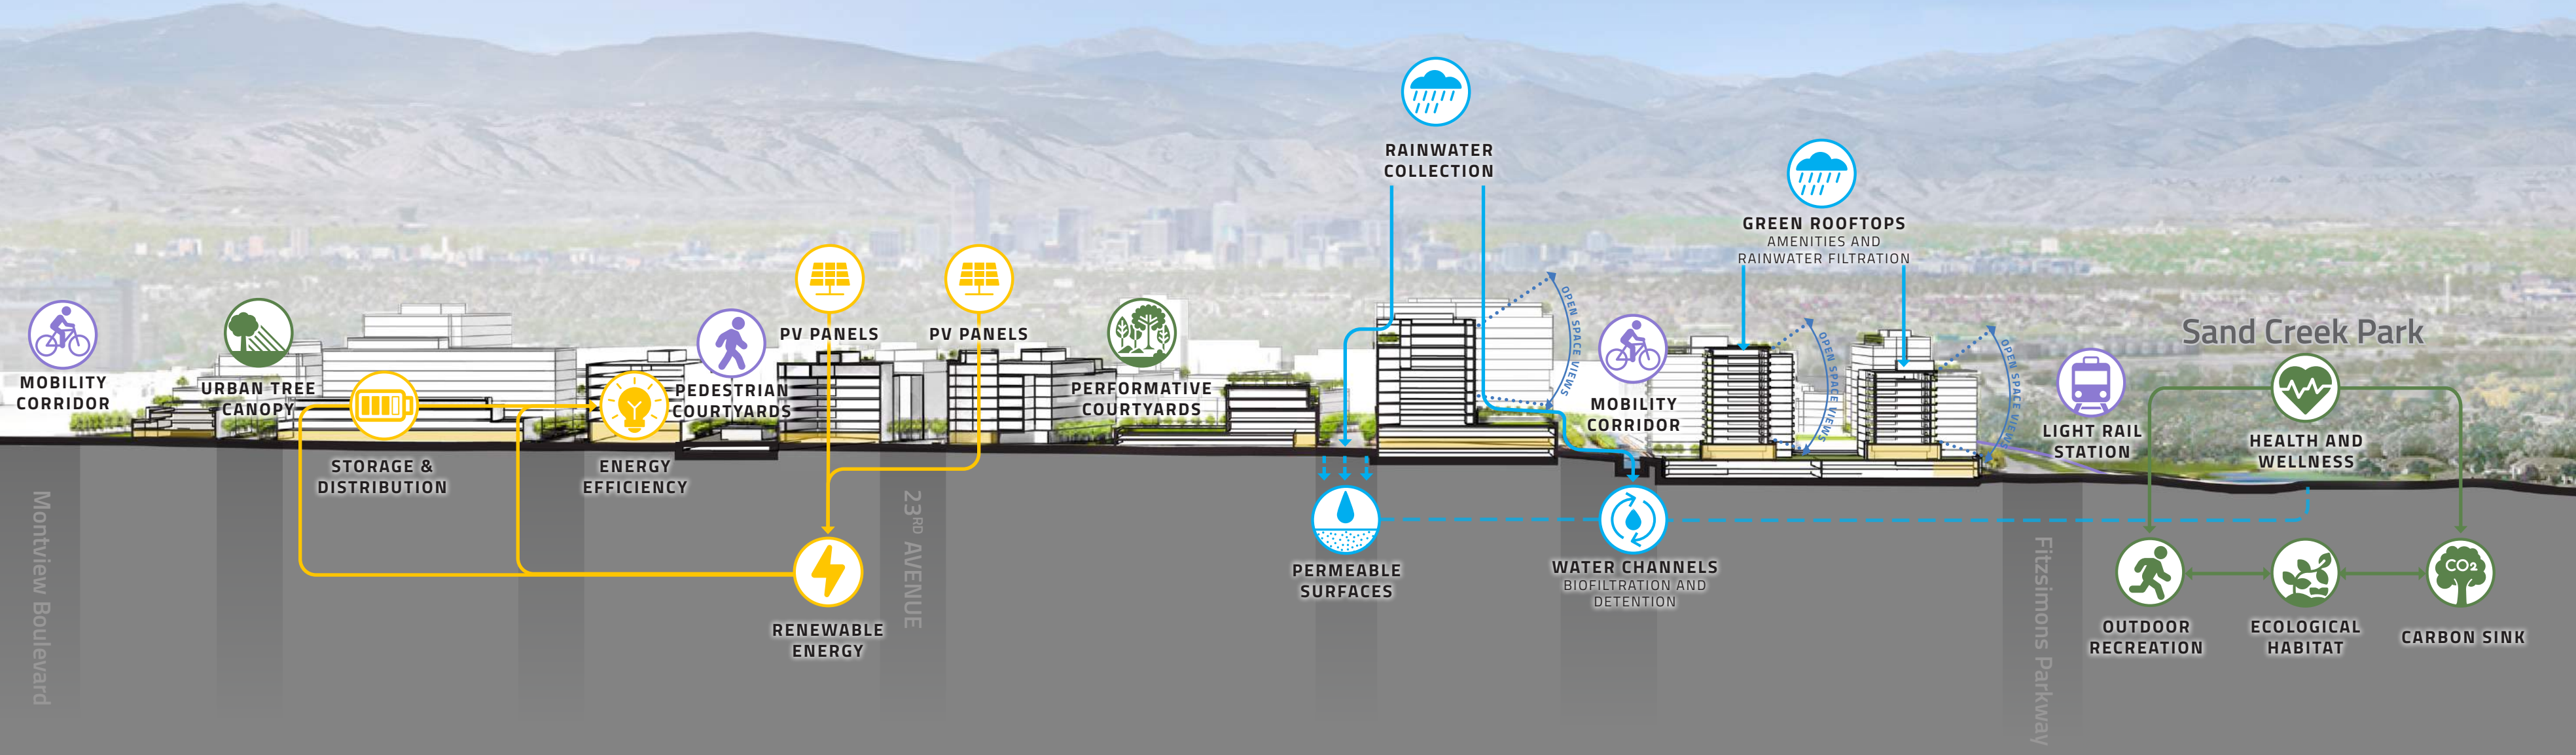 RAINWATER
COLLECTION
GREEN ROOFTOPS
AMENITIES AND
RAINWATER FILTRATION
MOBILITY
CORRIDOR
URBAN TREE
CANOPY
STORAGE &
DISTRIBUTION
ENERGY
EFFICIENCY
PEDESTRIAN
COURTYARDS
PV PANELS
PV PANELS
RENEWABLE
ENERGY
PERFORMATIVE
COURTYARDS
OPEN SPACE VIEWS
MOBILITY
CORRIDOR
OPEN SPACE VIEWS
OPEN SPACE VIEWS
LIGHT RAIL
STATION
Sand Creek Park
HEALTH AND
WELLNESS
PERMEABLE
SURFACES
WATER CHANNELS
BIOFILTRATION AND
DETENTION
OUTDOOR
RECREATION
ECOLOGICAL
HABITAT
CO2
CARBON SINK
Montview Boulevard
23RD AVENUE
Fitzsimons Parkway